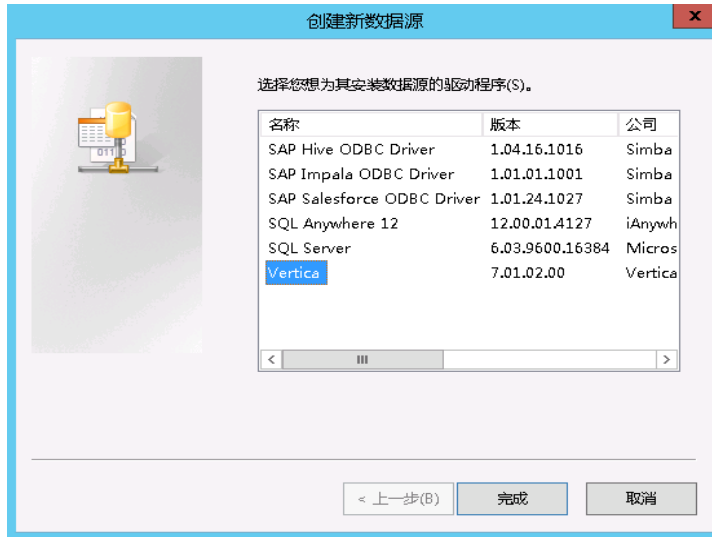 创建新数据源
x
选择您想为其安装数据源的驱动程序(S)。
名称 版本 公司
SAP Hive ODBC Driver 1.04.16.1016 Simba
SAP Impala ODBC Driver 1.01.01.1001 Simba
SAP Salesforce ODBC Driver 1.01.24.1027 Simba
SQL Anywhere 12 12.00.01.4127 iAnywh
SQL Server 6.03.9600.16384 Micros
Vertica 7.01.02.00 Vertica
< 上一步(B) 完成 取消